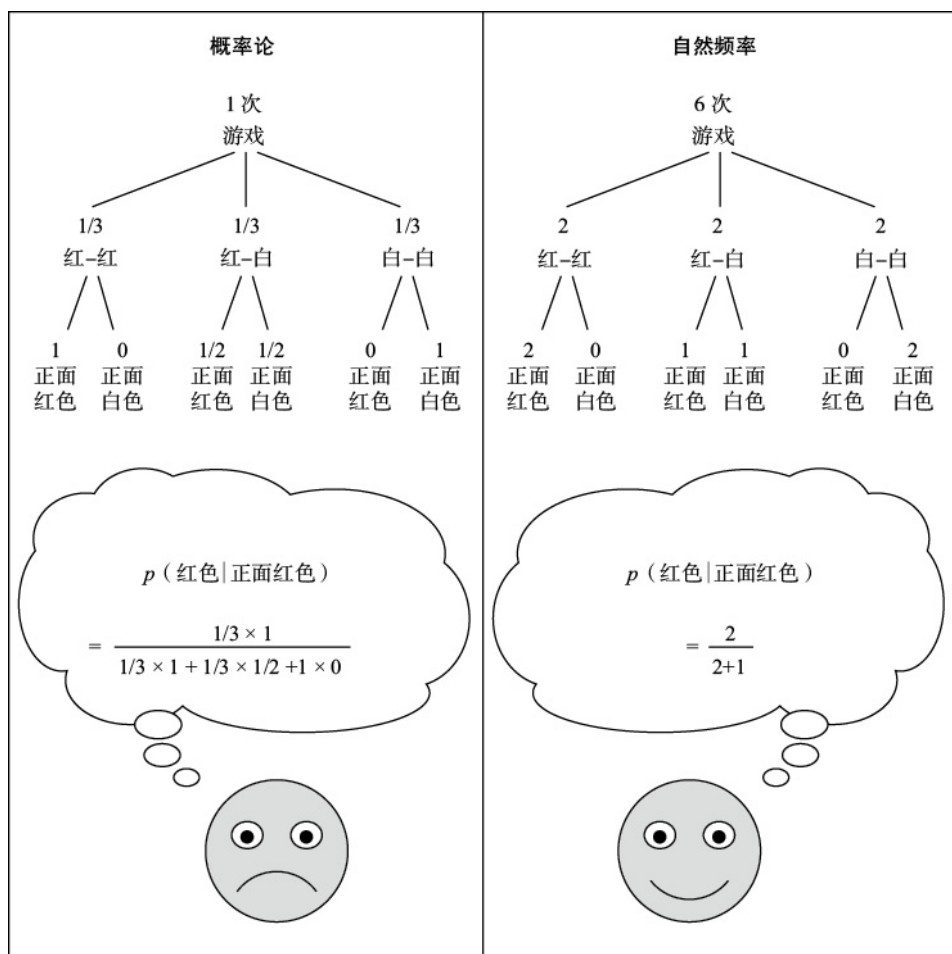 概率论
1 次
游戏
1/3 1/3 1/3
红–红 红–白 白–白
1 0 1/2 1/2 0 1
正面 正面 正面 正面 正面 正面
红色 白色 红色 白色 红色 白色
p（红色|正面红色）
1/3 × 1
=
1/3 × 1 + 1/3 × 1/2 +1 × 0
自然频率
6 次
游戏
2 2 2
红–红 红–白 白–白
2 0 1 1 0 2
正面 正面 正面 正面 正面 正面
红色 白色 红色 白色 红色 白色
p（红色|正面红色）
2
=
2+1